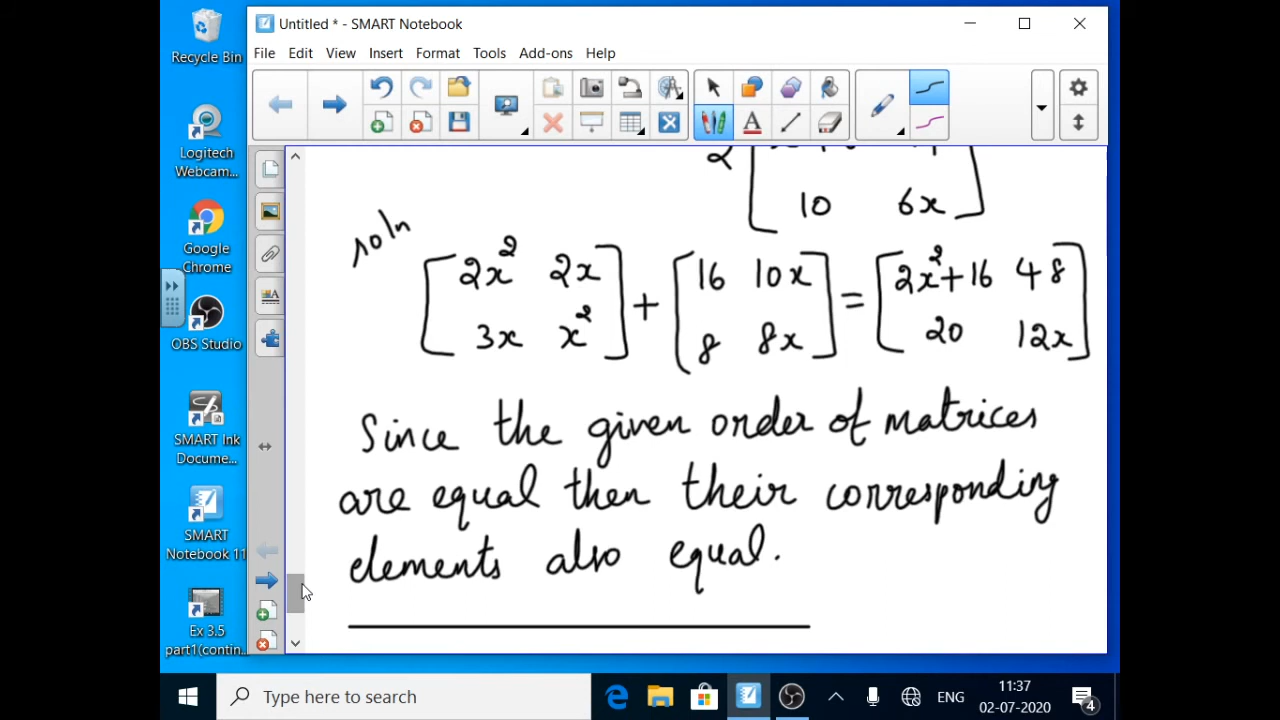 Recycle Bin
Logitech
Webcam...
Google
Chrome
OBS Studio
SMART Ink
Docume...
SMART
Notebook 11
Ex 3.5
part1(contin...
Untitled * - SMART Notebook
File Edit View Insert Format Tools Add-ons Help
2
10 6x
soln
[2x² 2x] + [16 10x] = [2x²+16 48]
[3x x²] [8 8x] [20 12x]
Since the given order of matrices
are equal then their corresponding
elements also equal.
Type here to search
ENG
11:37
02-07-2020
4